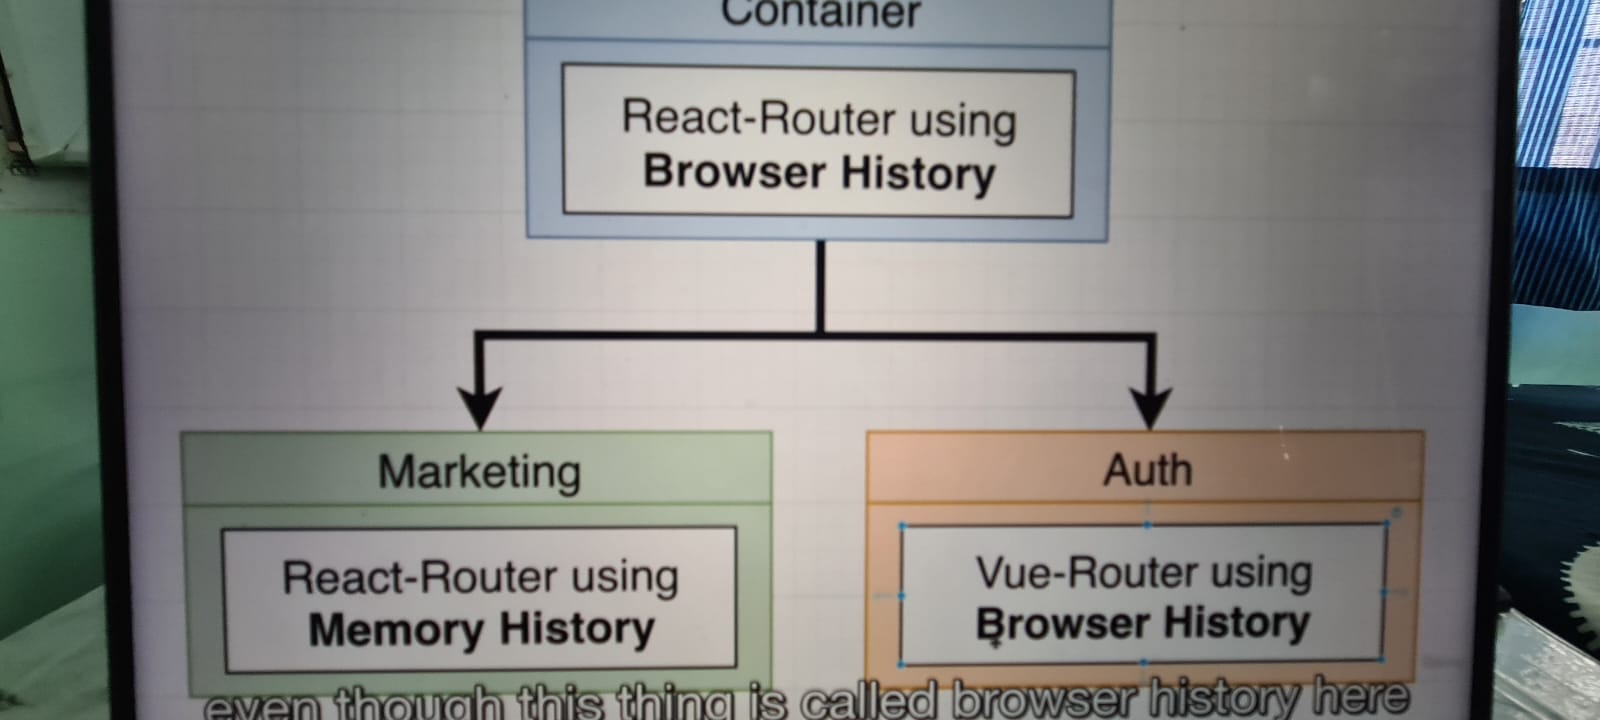 Container
React-Router using
Browser History
Marketing
Auth
React-Router using
Memory History
Vue-Router using
Browser History
even though this thing is called browser history here